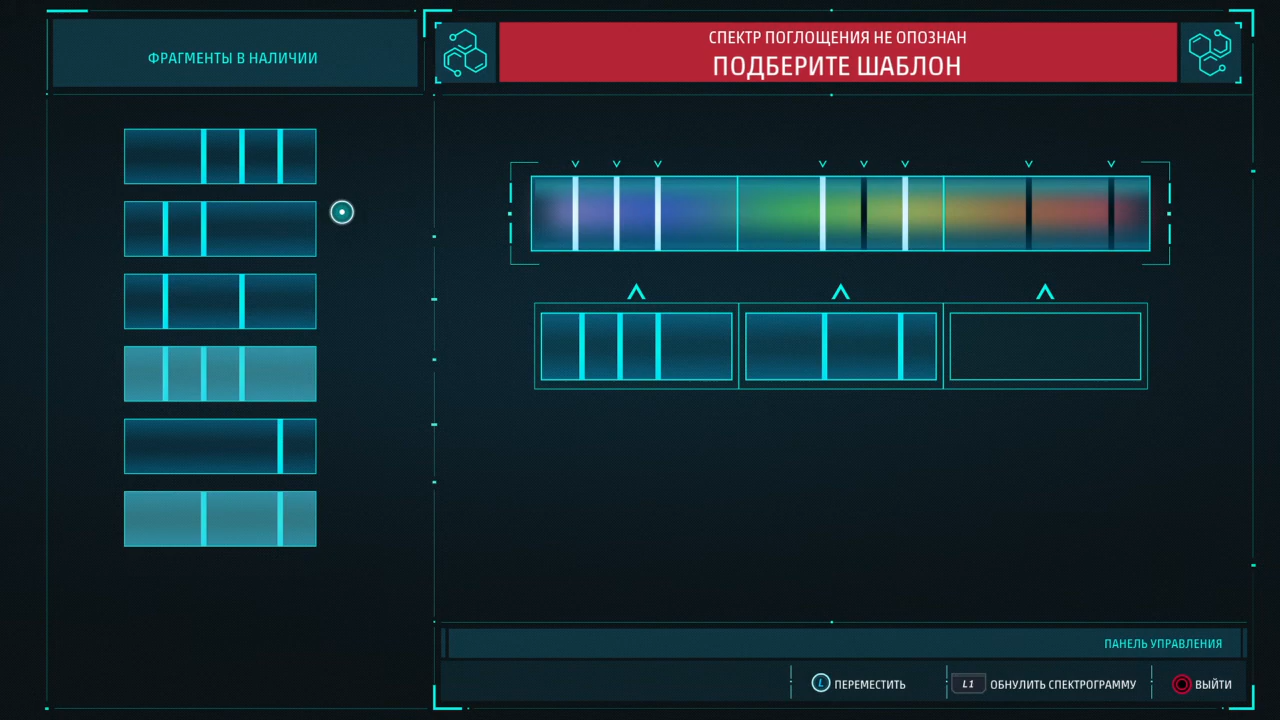 ФРАГМЕНТЫ В НАЛИЧИИ
СПЕКТР ПОГЛОЩЕНИЯ НЕ ОПОЗНАН
ПОДБЕРИТЕ ШАБЛОН
ПАНЕЛЬ УПРАВЛЕНИЯ
L ПЕРЕМЕСТИТЬ L1 ОБНУЛИТЬ СПЕКТРОГРАММУ ВЫЙТИ